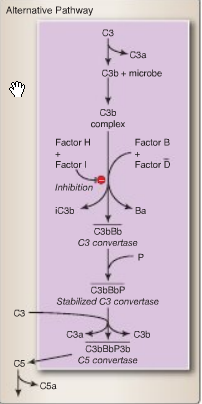 Alternative Pathway
C3
C3a
C3b + microbe
C3b
complex
Factor H
+
Factor I
Factor B
+
Factor D̅
Inhibition
iC3b
Ba
C3bBb
C3 convertase
P
C3bBbP
Stabilized C3 convertase
C3
C3a
C3b
C3bBbP3b
C5 convertase
C5
C5a